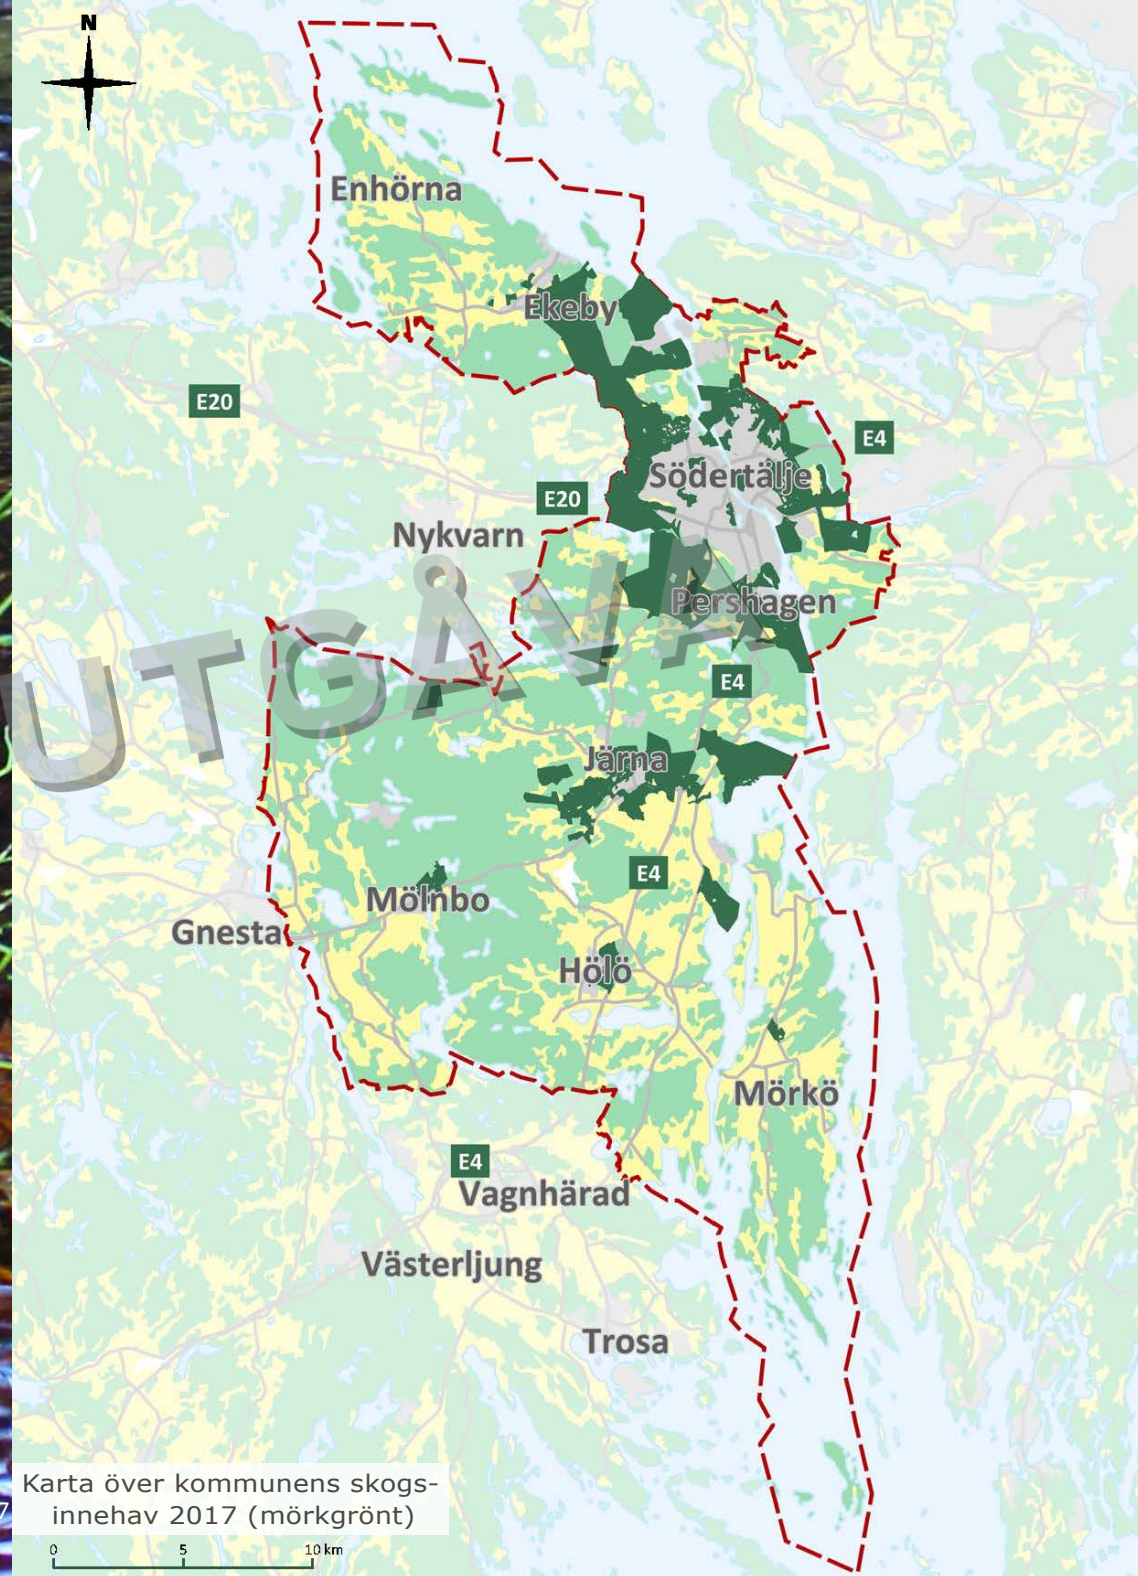 N
Enhörna
Ekeby
E20
E4
Södertälje
E20
Nykvarn
Pershagen
UTGÅVA
E4
Järna
E4
Mölnbo
Gnesta
Hölö
Mörkö
E4
Vagnhärad
Västerljung
Trosa
Karta över kommunens skogs-
innehav 2017 (mörkgrönt)
7
0 5 10 km